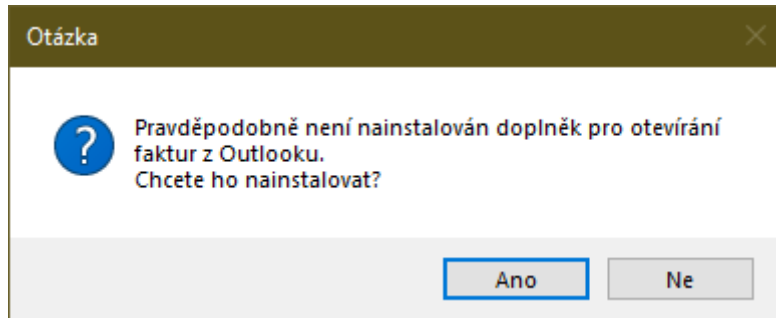 Otázka
Pravděpodobně není nainstalován doplněk pro otevírání
faktur z Outlooku.
Chcete ho nainstalovat?
Ano
Ne